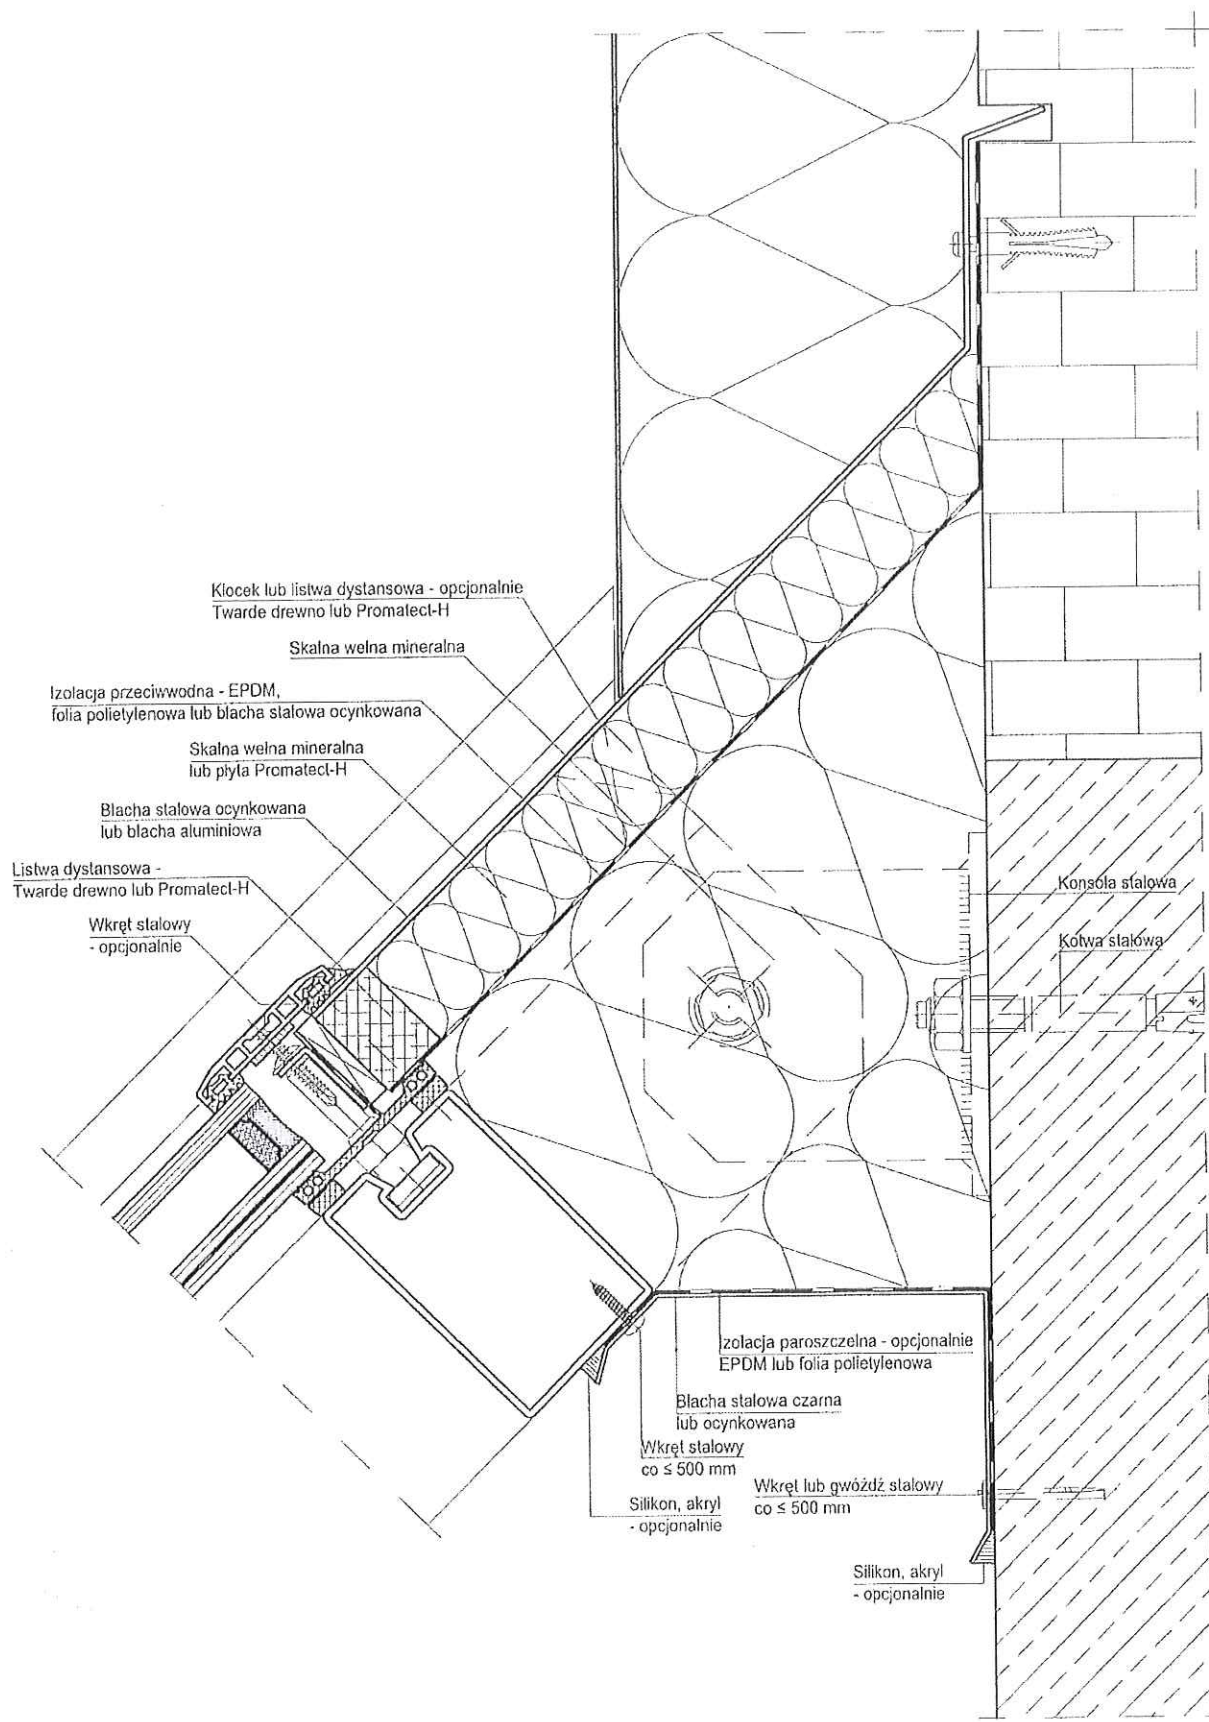 Klocek lub listwa dystansowa - opcjonalnie
Twarde drewno lub Promatect-H
Skalna wełna mineralna
Izolacja przeciwwodna - EPDM,
folia polietylenowa lub blacha stalowa ocynkowana
Skalna wełna mineralna
lub płyta Promatect-H
Blacha stalowa ocynkowana
lub blacha aluminiowa
Listwa dystansowa -
Twarde drewno lub Promatect-H
Wkręt stalowy
- opcjonalnie
Konsola stalowa
Kotwa stalowa
Izolacja paroszczelna - opcjonalnie
EPDM lub folia polietylenowa
Blacha stalowa czarna
lub ocynkowana
Wkręt stalowy
co ≤ 500 mm
Wkręt lub gwóźdź stalowy
co ≤ 500 mm
Silikon, akryl
- opcjonalnie
Silikon, akryl
- opcjonalnie